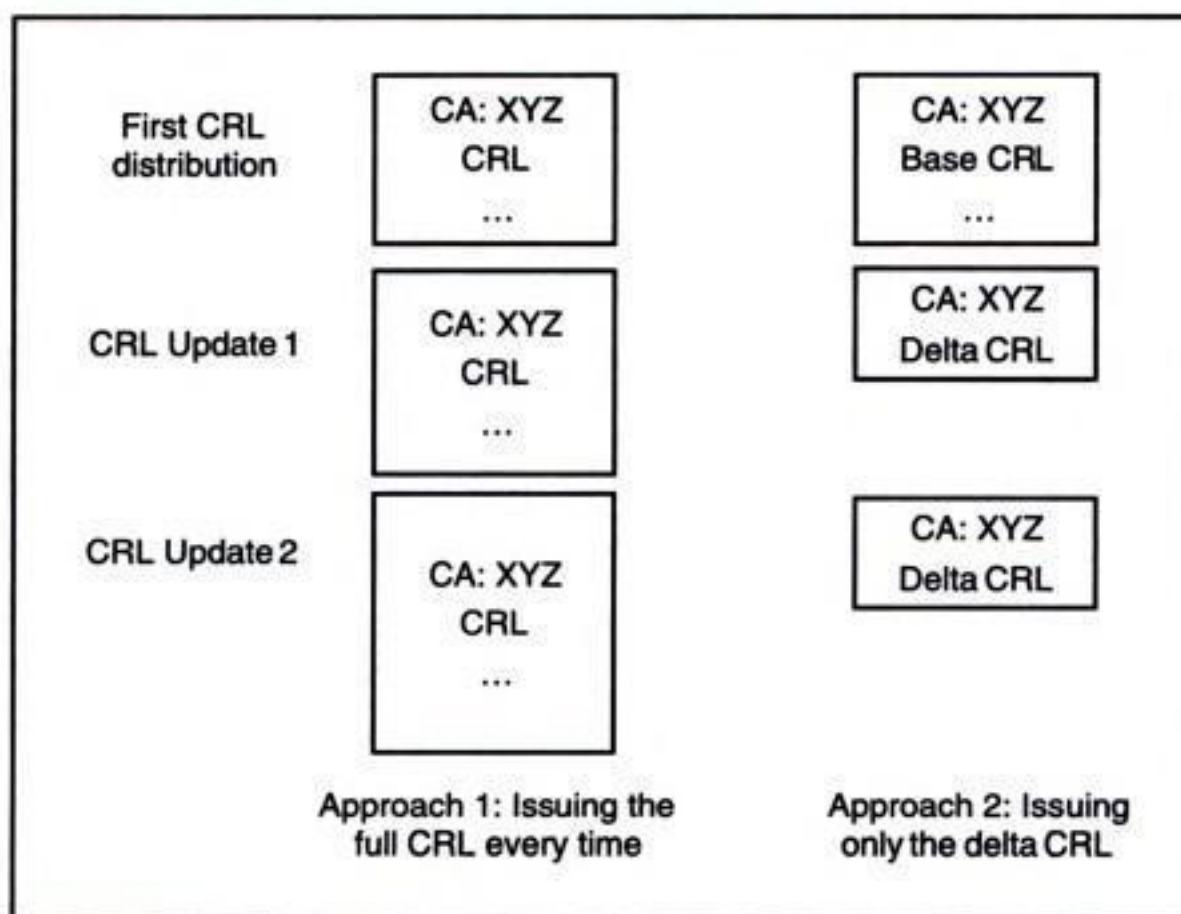 First CRL
distribution
CA: XYZ
CRL
...
CA: XYZ
Base CRL
...
CRL Update 1
CA: XYZ
CRL
...
CA: XYZ
Delta CRL
CRL Update 2
CA: XYZ
CRL
...
CA: XYZ
Delta CRL
Approach 1: Issuing the
full CRL every time
Approach 2: Issuing
only the delta CRL